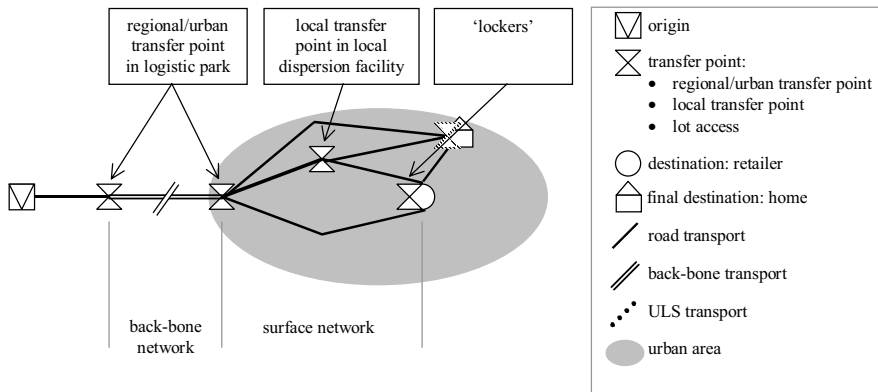 regional/urban
transfer point
in logistic park
local transfer
point in local
dispersion facility
‘lockers’
back-bone
network
surface network
origin
transfer point:
• regional/urban transfer point
• local transfer point
• lot access
destination: retailer
final destination: home
road transport
back-bone transport
ULS transport
urban area